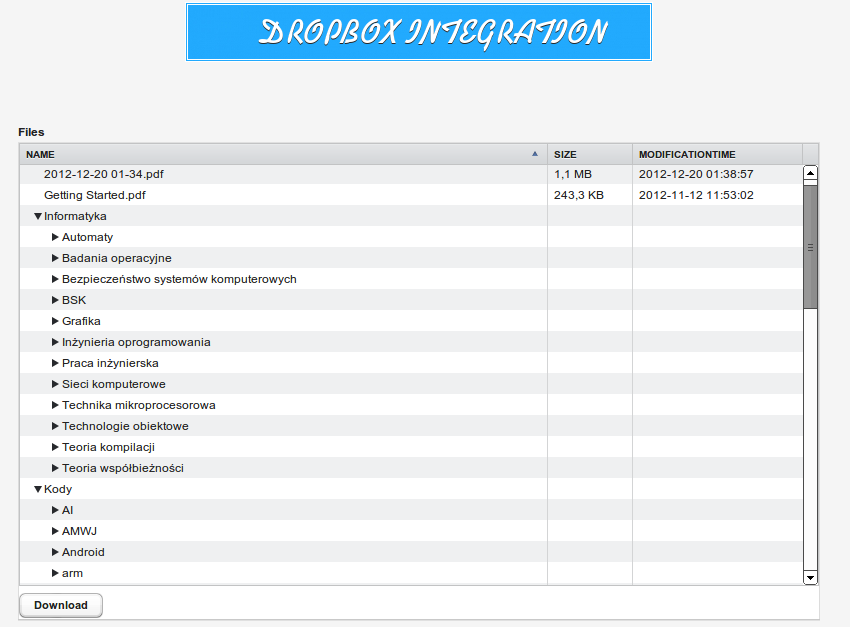 DROPBOX INTEGRATION
Files
NAME SIZE MODIFICATIONTIME
2012-12-20 01-34.pdf 1,1 MB 2012-12-20 01:38:57
Getting Started.pdf 243,3 KB 2012-11-12 11:53:02
Informatyka
Automaty
Badania operacyjne
Bezpieczeństwo systemów komputerowych
BSK
Grafika
Inżynieria oprogramowania
Praca inżynierska
Sieci komputerowe
Technika mikroprocesorowa
Technologie obiektowe
Teoria kompilacji
Teoria współbieżności
Kody
AI
AMWJ
Android
arm
Download